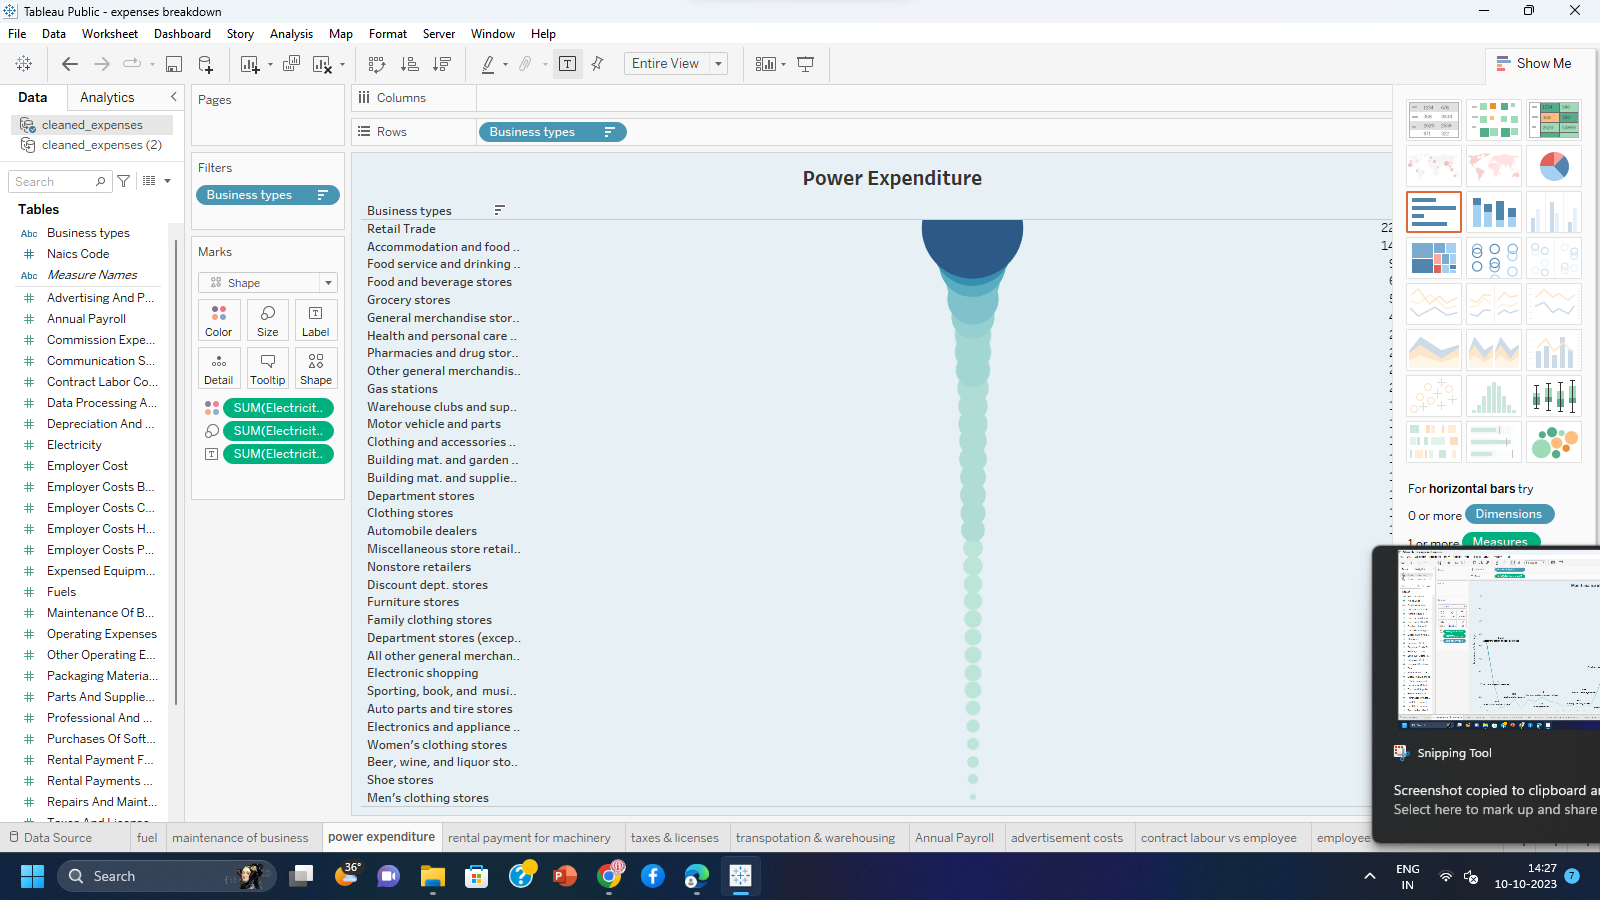 Tableau Public - expenses breakdown
File Data Worksheet Dashboard Story Analysis Map Format Server Window Help
Entire View
Show Me
Data Analytics
cleaned_expenses
cleaned_expenses (2)
Search
Tables
Abc Business types
# Naics Code
Abc Measure Names
# Advertising And P...
# Annual Payroll
# Commission Expe...
# Communication S...
# Contract Labor Co...
# Data Processing A...
# Depreciation And ...
# Electricity
# Employer Cost
# Employer Costs B...
# Employer Costs C...
# Employer Costs H...
# Employer Costs P...
# Expensed Equipm...
# Fuels
# Maintenance Of B...
# Operating Expenses
# Other Operating E...
# Packaging Materia...
# Parts And Supplie...
# Professional And ...
# Purchases Of Soft...
# Rental Payment F...
# Rental Payments ...
# Repairs And Maint...
Pages
Filters
Business types
Marks
Shape
Color Size Label
Detail Tooltip Shape
SUM(Electricit..
SUM(Electricit..
SUM(Electricit..
Columns
Rows Business types
Power Expenditure
Business types
Retail Trade
Accommodation and food ..
Food service and drinking ..
Food and beverage stores
Grocery stores
General merchandise stor..
Health and personal care ..
Pharmacies and drug stor..
Other general merchandis..
Gas stations
Warehouse clubs and sup..
Motor vehicle and parts
Clothing and accessories ..
Building mat. and garden ..
Building mat. and supplie..
Department stores
Clothing stores
Automobile dealers
Miscellaneous store retail..
Nonstore retailers
Discount dept. stores
Furniture stores
Family clothing stores
Department stores (excep..
All other general merchan..
Electronic shopping
Sporting, book, and musi..
Auto parts and tire stores
Electronics and appliance ..
Women's clothing stores
Beer, wine, and liquor sto..
Shoe stores
Men's clothing stores
For horizontal bars try
0 or more Dimensions
1 or more Measures
Snipping Tool
Screenshot copied to clipboard
Select here to mark up and share
Data Source fuel maintenance of business power expenditure rental payment for machinery taxes & licenses transpotation & warehousing Annual Payroll advertisement costs contract labour vs employee employee
Search
36°
ENG
IN
14:27
10-10-2023
7